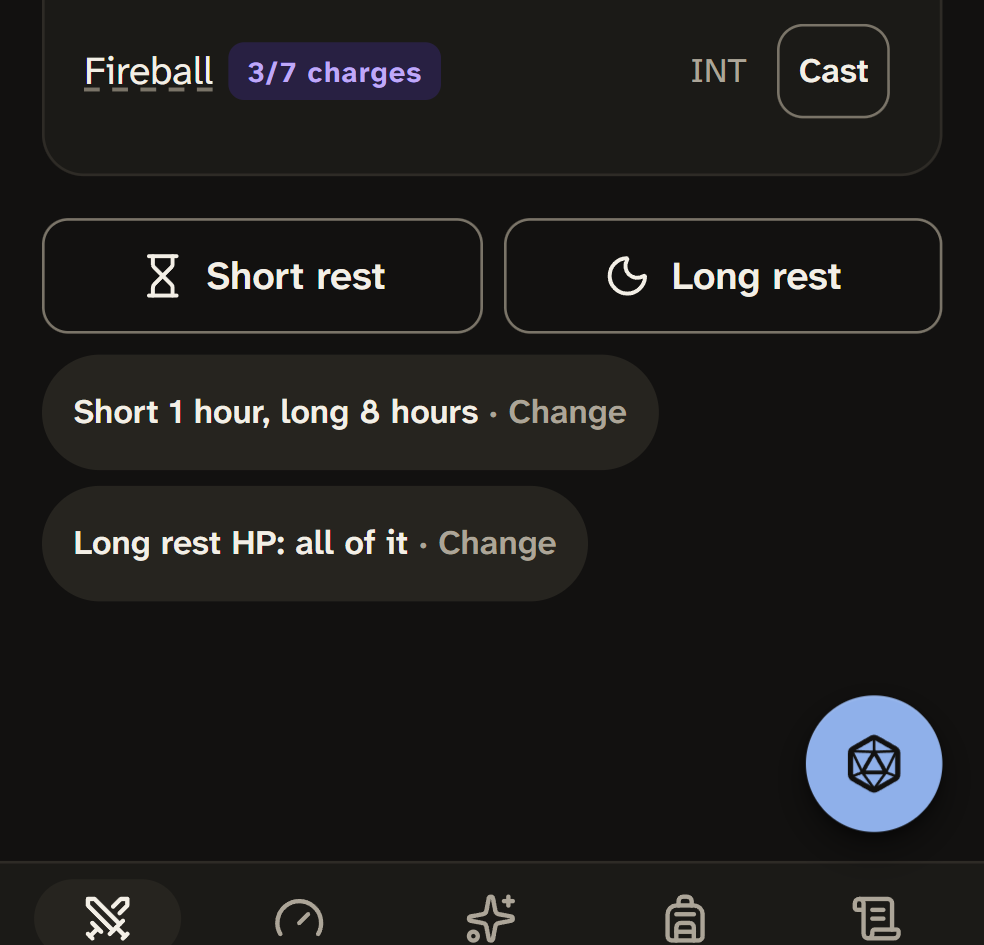 Fireball 3/7 charges INT Cast
Short rest Long rest
Short 1 hour, long 8 hours · Change
Long rest HP: all of it · Change